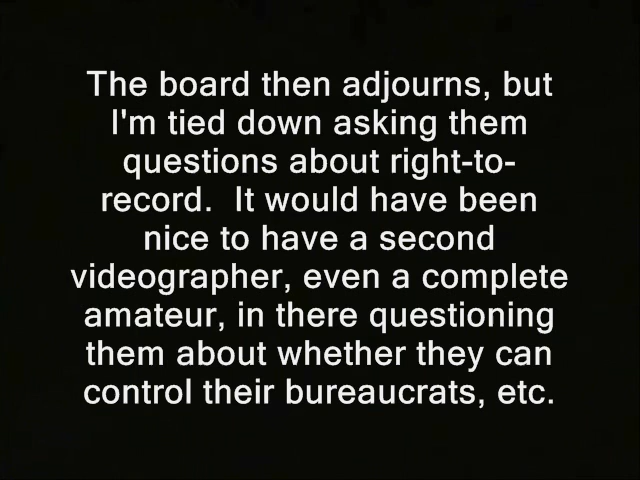 The board then adjourns, but
I'm tied down asking them
questions about right-to-
record.  It would have been
nice to have a second
videographer, even a complete
amateur, in there questioning
them about whether they can
control their bureaucrats, etc.